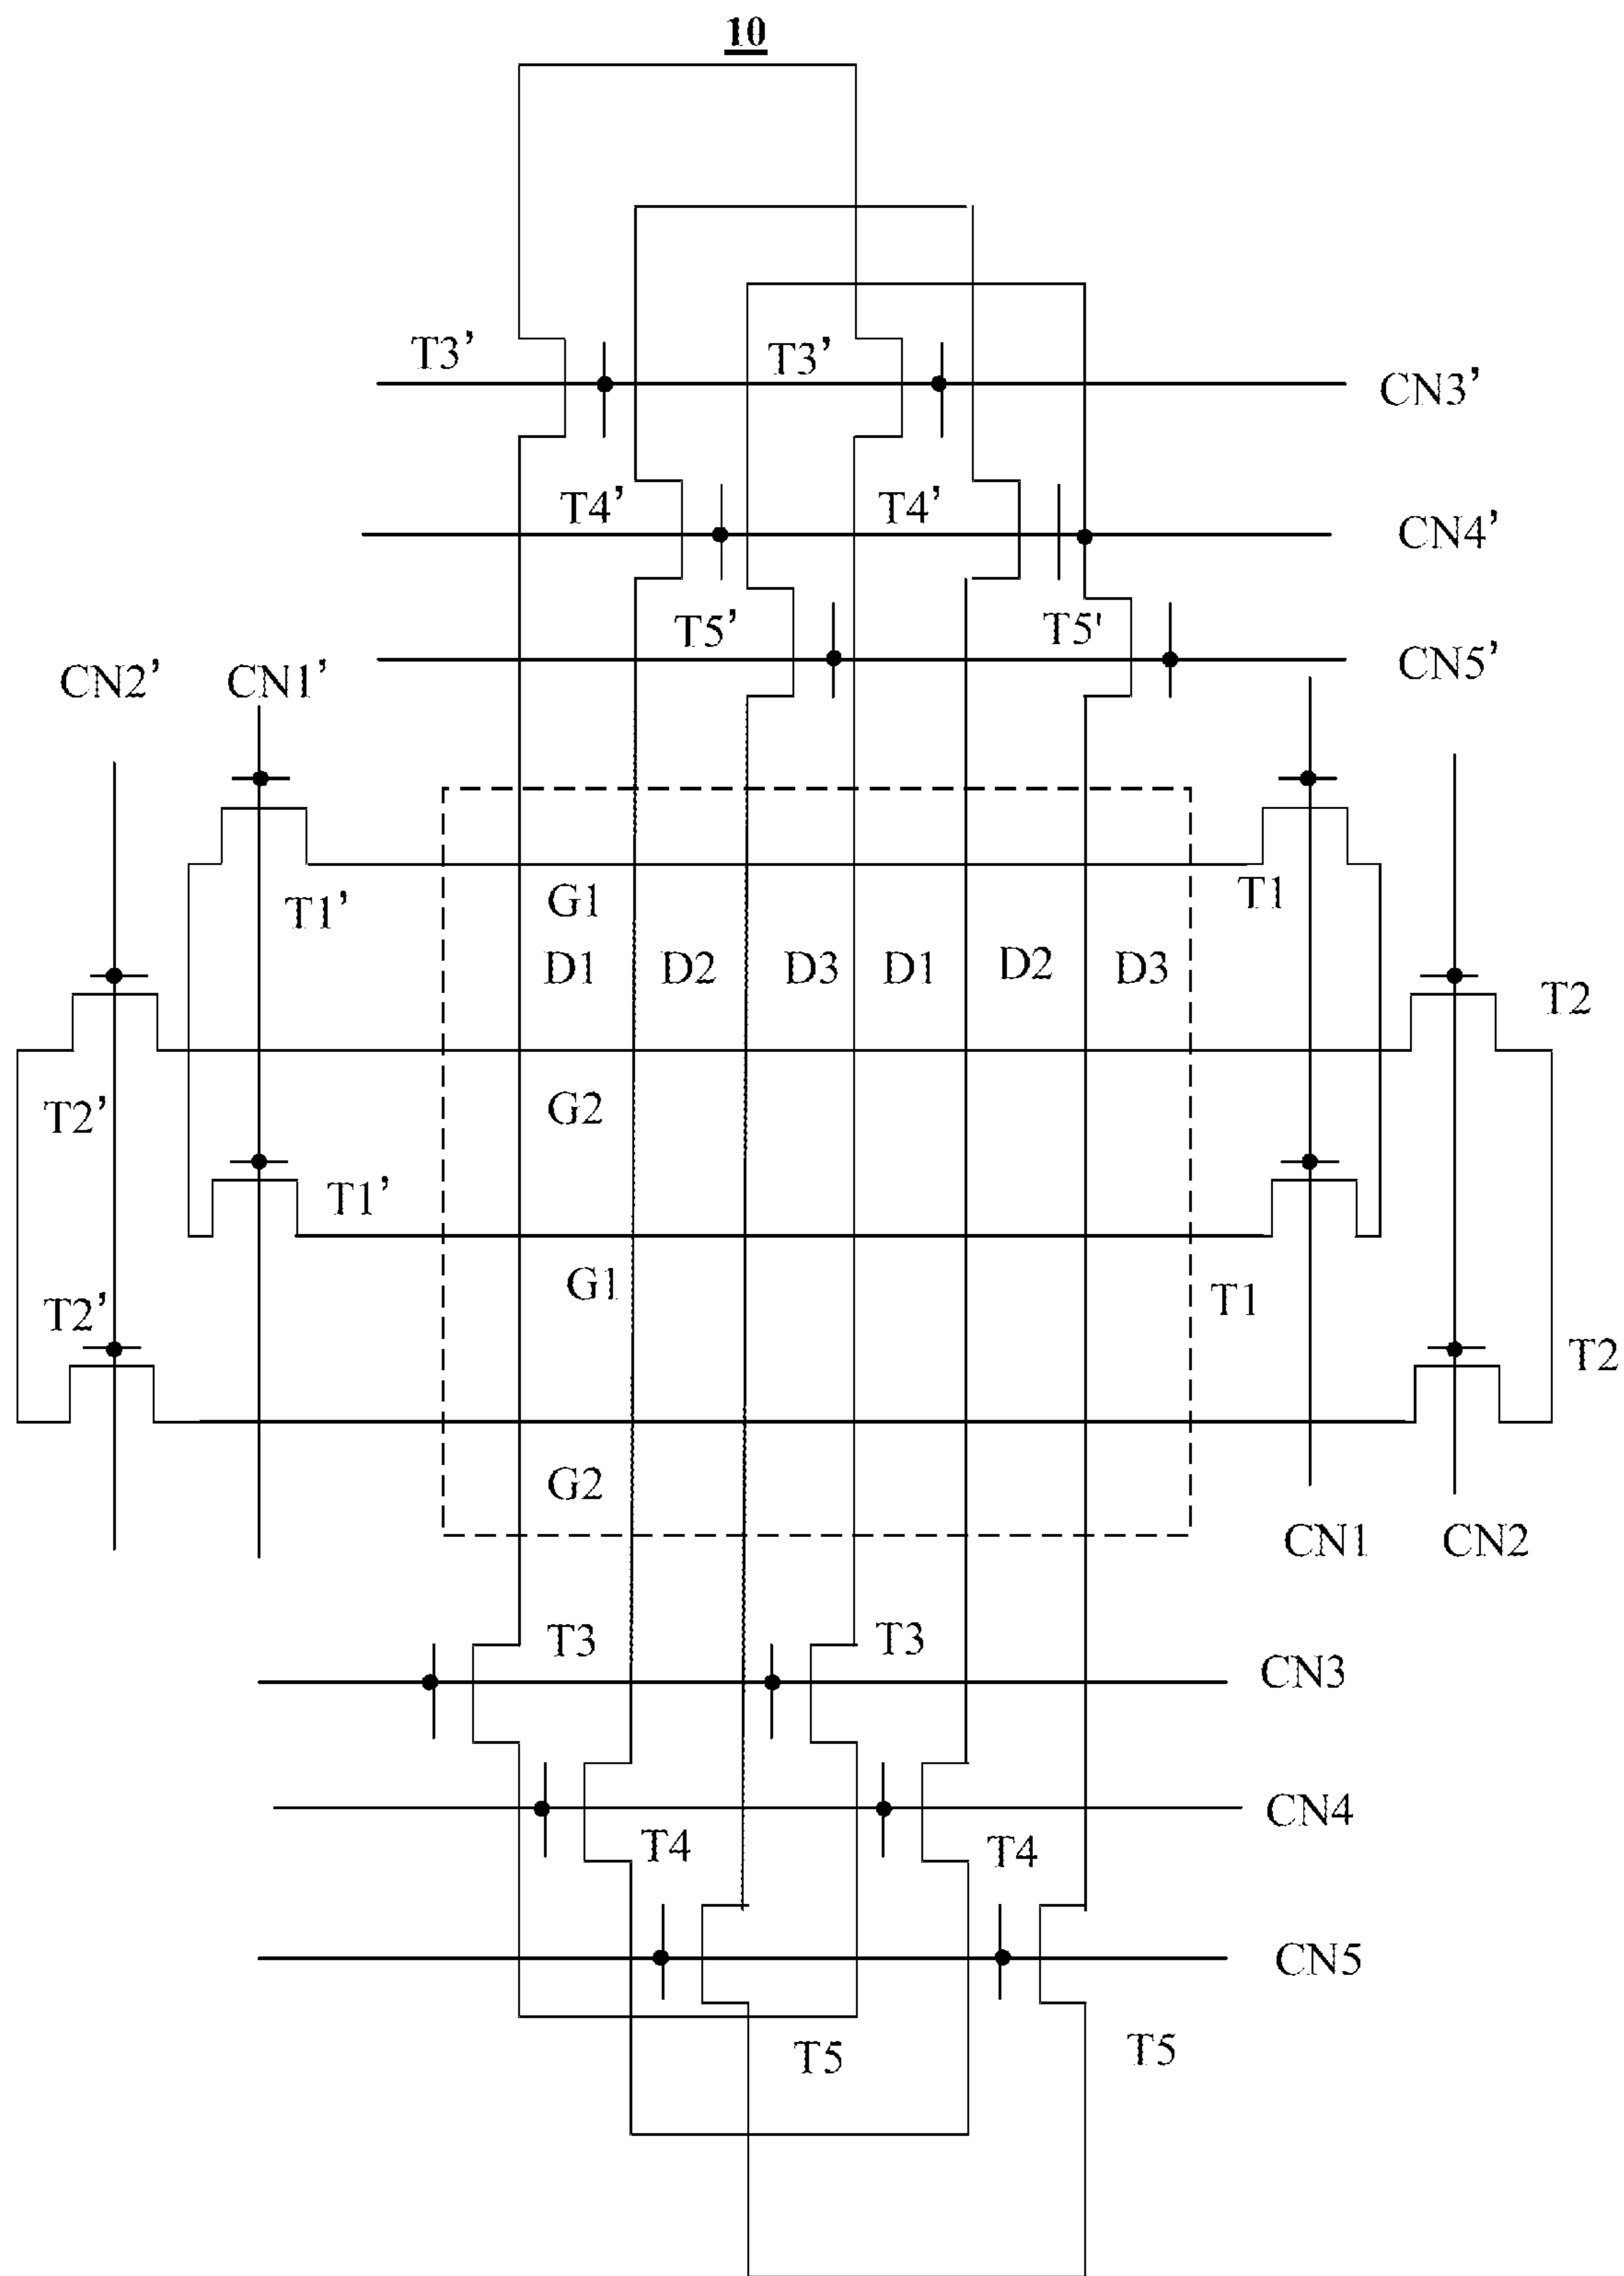 10
T3’ T3’ CN3’
T4’ T4’ CN4’
T5’ T5' CN5’
CN2’ CN1’
T1’ G1 T1
D1 D2 D3 D1 D2 D3
T2
T2’ G2
T1’
G1 T1
T2’ T2
G2
CN1 CN2
T3 T3 CN3
T4 T4 CN4
CN5
T5 T5